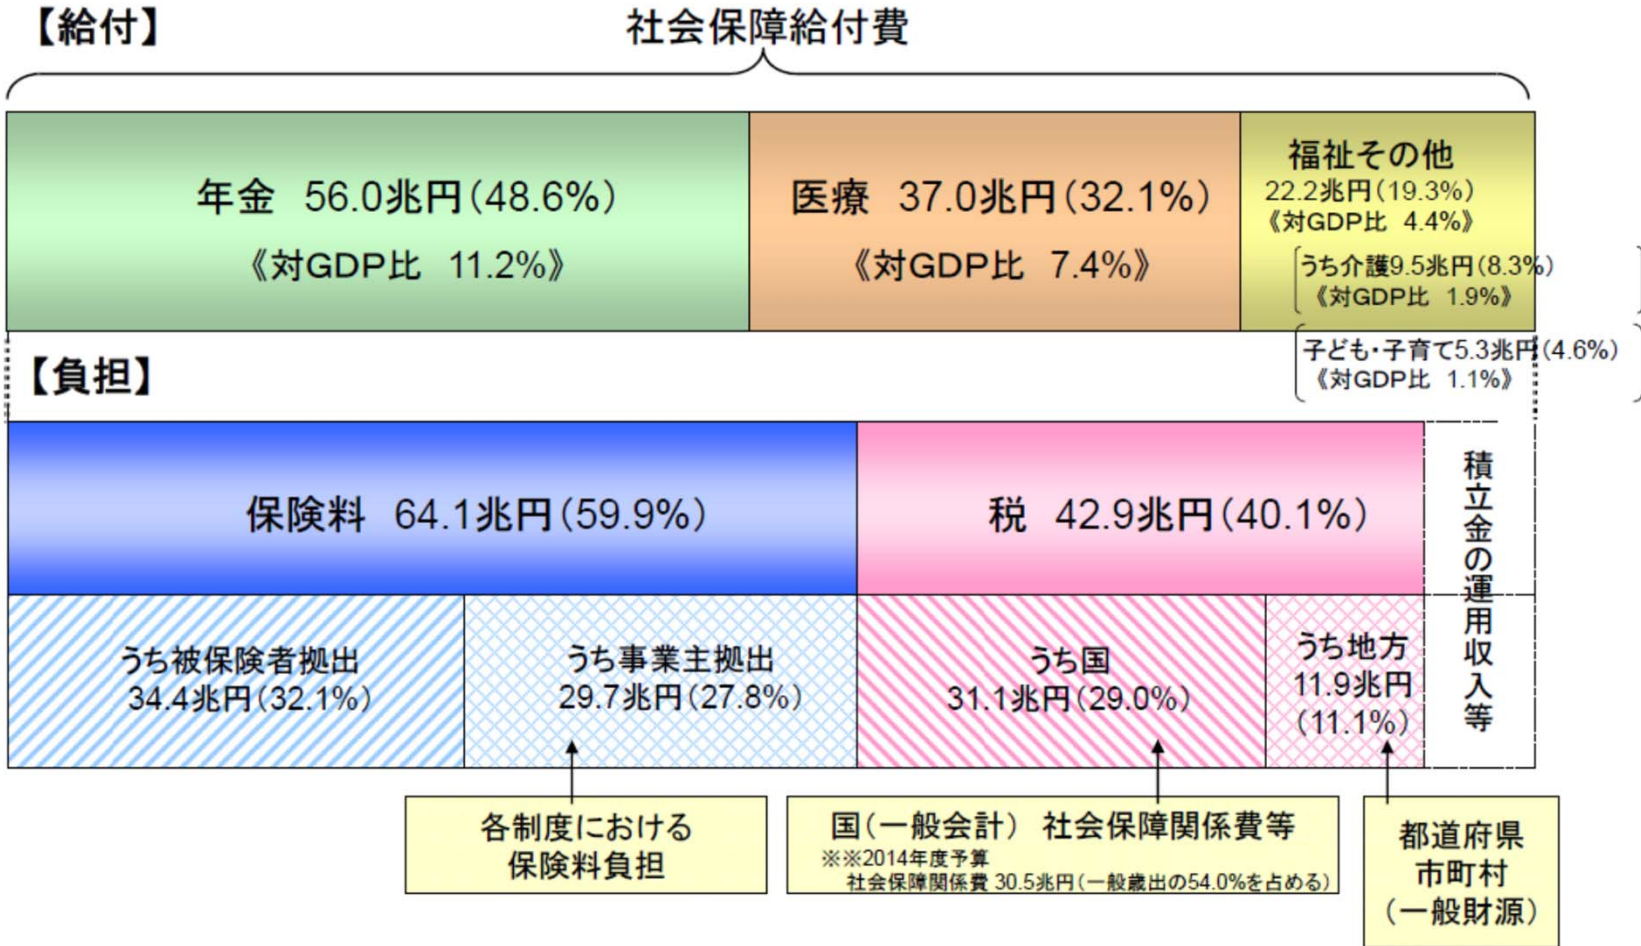 【給付】
社会保障給付費
年金　56.0兆円(48.6%)
《対GDP比　11.2%》
医療　37.0兆円(32.1%)
《対GDP比　7.4%》
福祉その他
22.2兆円(19.3%)
《対GDP比　4.4%》
うち介護9.5兆円(8.3%)
《対GDP比　1.9%》
子ども・子育て5.3兆円(4.6%)
《対GDP比　1.1%》
【負担】
保険料　64.1兆円(59.9%)
税　42.9兆円(40.1%)
積立金の運用収入等
うち被保険者拠出
34.4兆円(32.1%)
うち事業主拠出
29.7兆円(27.8%)
うち国
31.1兆円(29.0%)
うち地方
11.9兆円
(11.1%)
各制度における
保険料負担
国(一般会計)　社会保障関係費等
※※2014年度予算
社会保障関係費 30.5兆円(一般歳出の54.0%を占める)
都道府県
市町村
(一般財源)